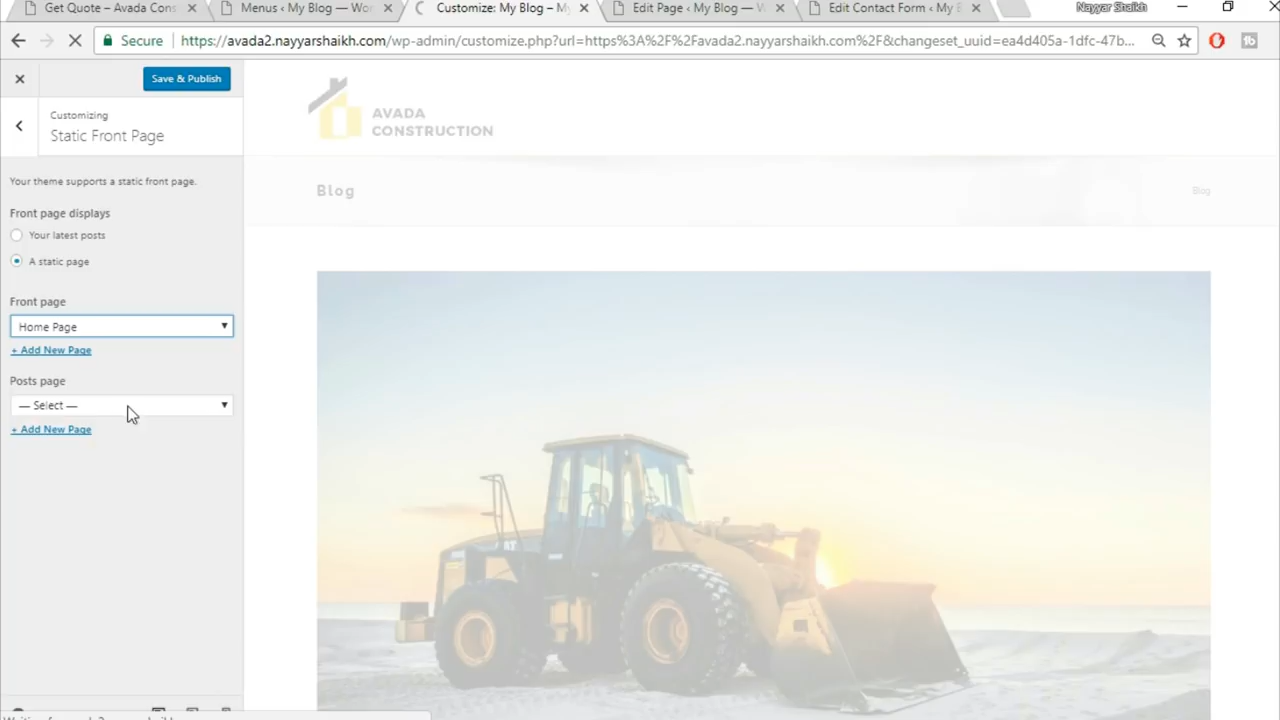 Get Quote – Avada Cons
Menus ‹ My Blog — Wor
Customize: My Blog – My
Edit Page ‹ My Blog — W
Edit Contact Form ‹ My B
Nayyar Shaikh
Secure
https://avada2.nayyarshaikh.com/wp-admin/customize.php?url=https%3A%2F%2Favada2.nayyarshaikh.com%2F&changeset_uuid=ea4d405a-1dfc-47b...
Save & Publish
Customizing
Static Front Page
Your theme supports a static front page.
Front page displays
Your latest posts
A static page
Front page
Home Page
+ Add New Page
Posts page
— Select —
+ Add New Page
AVADA
CONSTRUCTION
Blog
Blog